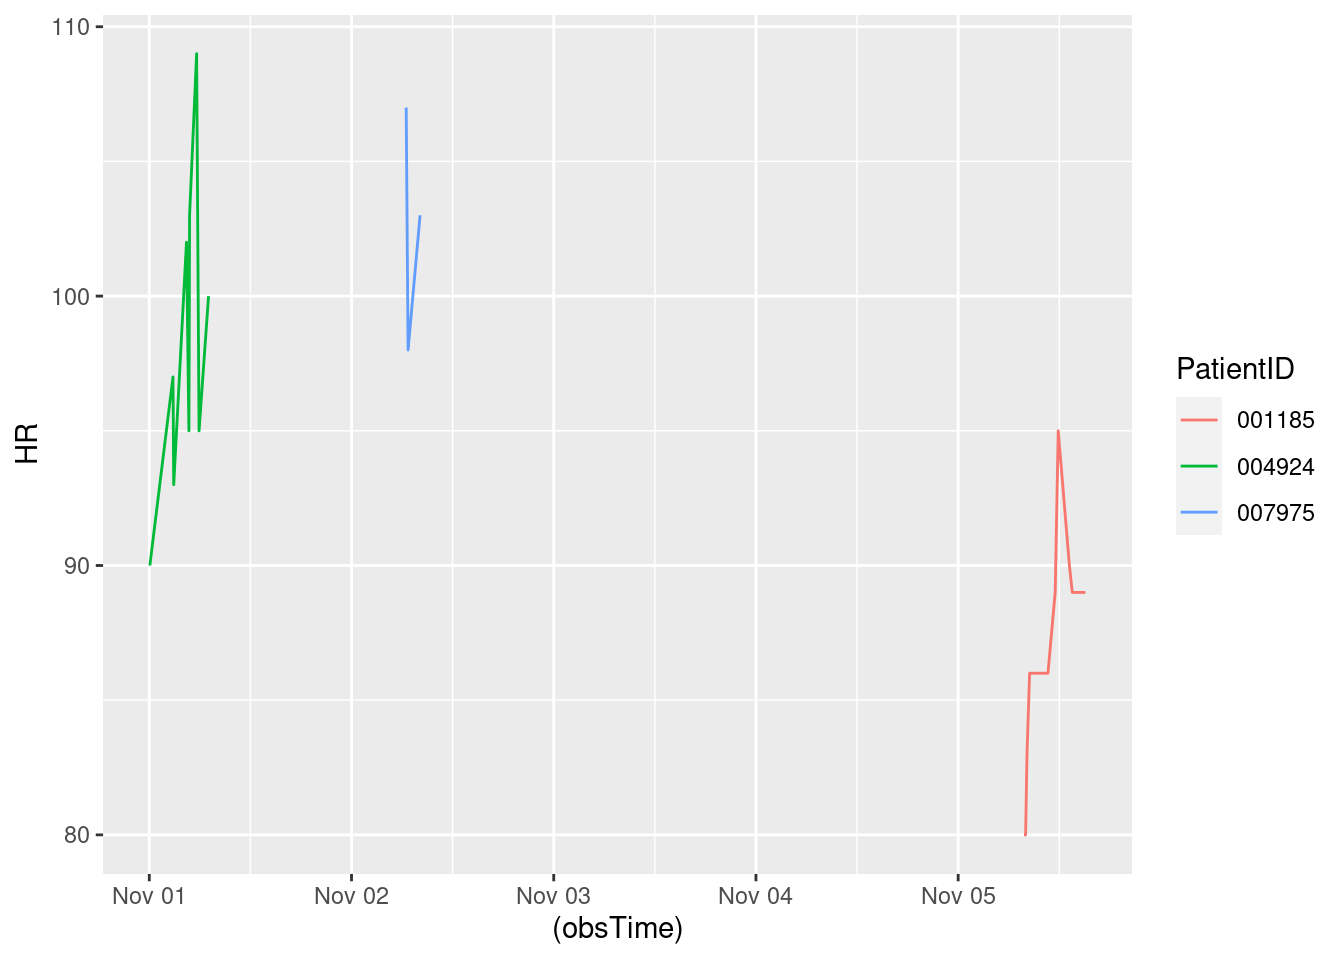 110
100
90
80
HR
Nov 01
Nov 02
Nov 03
Nov 04
Nov 05
(obsTime)
PatientID
001185
004924
007975